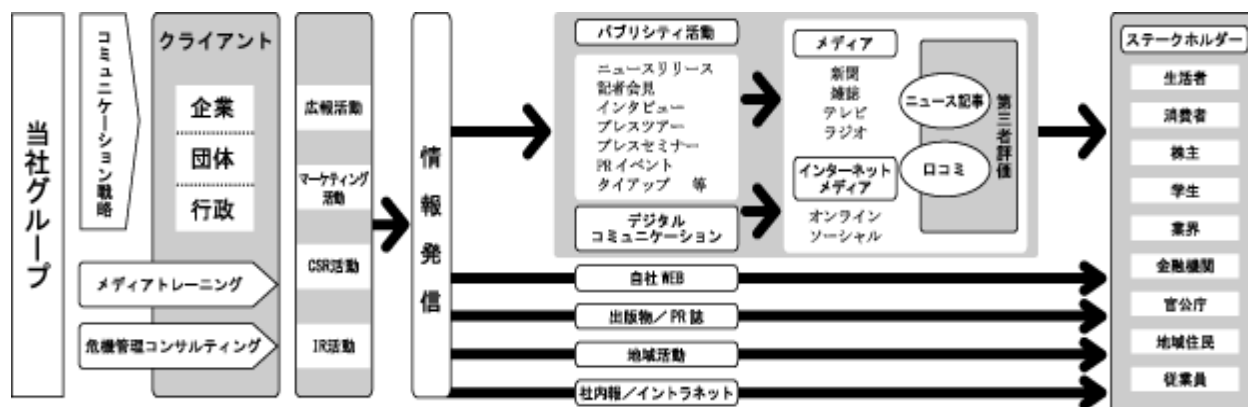 当社グループ
コミュニケーション戦略
メディアトレーニング
危機管理コンサルティング
クライアント
企業
団体
行政
広報活動
マーケティング
活動
CSR活動
IR活動
情報発信
パブリシティ活動
ニュースリリース
記者会見
インタビュー
プレスツアー
プレスセミナー
PRイベント
タイアップ 等
デジタル
コミュニケーション
メディア
新聞
雑誌
テレビ
ラジオ
インターネット
メディア
オンライン
ソーシャル
ニュース記事
口コミ
第三者評価
自社WEB
出版物／PR誌
地域活動
社内報／イントラネット
ステークホルダー
生活者
消費者
株主
学生
業界
金融機関
官公庁
地域住民
従業員